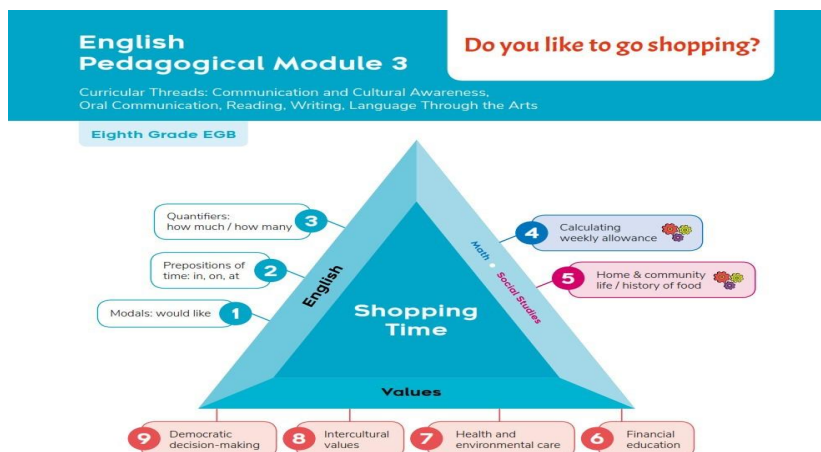 English
Pedagogical Module 3
Do you like to go shopping?
Curricular Threads: Communication and Cultural Awareness,
Oral Communication, Reading, Writing, Language Through the Arts
Eighth Grade EGB
Quantifiers:
how much / how many
3
Prepositions of
time: in, on, at
2
Modals: would like
1
English
Math • Social Studies
4
Calculating
weekly allowance
5
Home & community
life / history of food
Shopping
Time
Values
9
Democratic
decision-making
8
Intercultural
values
7
Health and
environmental care
6
Financial
education